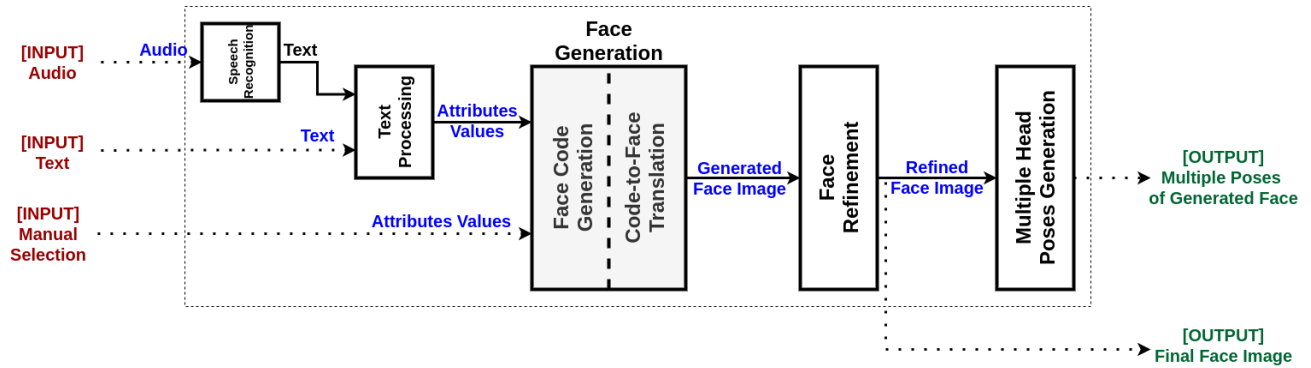 [INPUT]
Audio
Audio
Speech
Recognition
Text
[INPUT]
Text
Text
Text
Processing
[INPUT]
Manual
Selection
Attributes Values
Attributes
Values
Face
Generation
Face Code
Generation
Code-to-Face
Translation
Generated
Face Image
Face
Refinement
Refined
Face Image
Multiple Head
Poses Generation
[OUTPUT]
Multiple Poses
of Generated Face
[OUTPUT]
Final Face Image